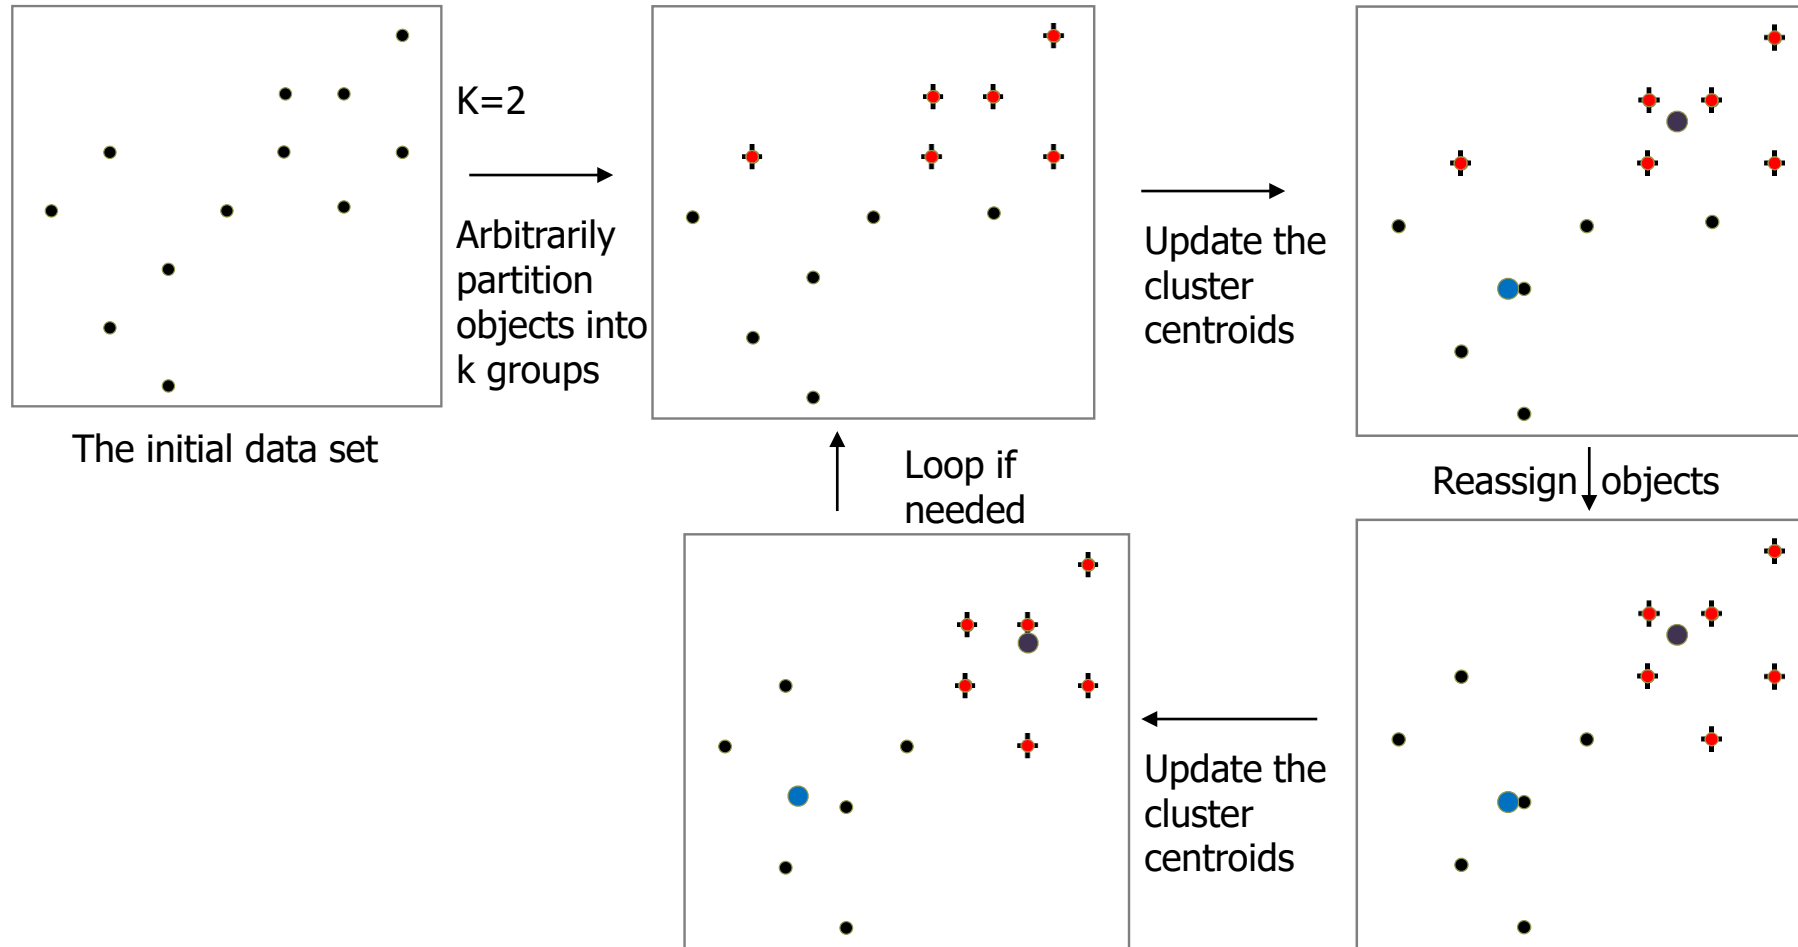 K=2
Arbitrarily
partition
objects into
k groups
Update the
cluster
centroids
The initial data set
Loop if
needed
Reassign objects
Update the
cluster
centroids